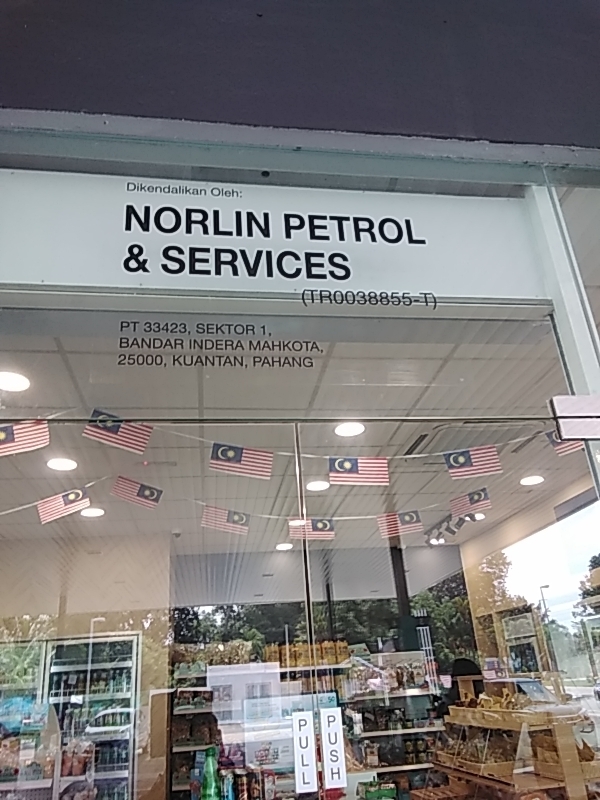 Dikendalikan Oleh:
NORLIN PETROL
& SERVICES
(TR0038855-T)
PT 33423, SEKTOR 1,
BANDAR INDERA MAHKOTA,
25000, KUANTAN, PAHANG
PULL
PUSH